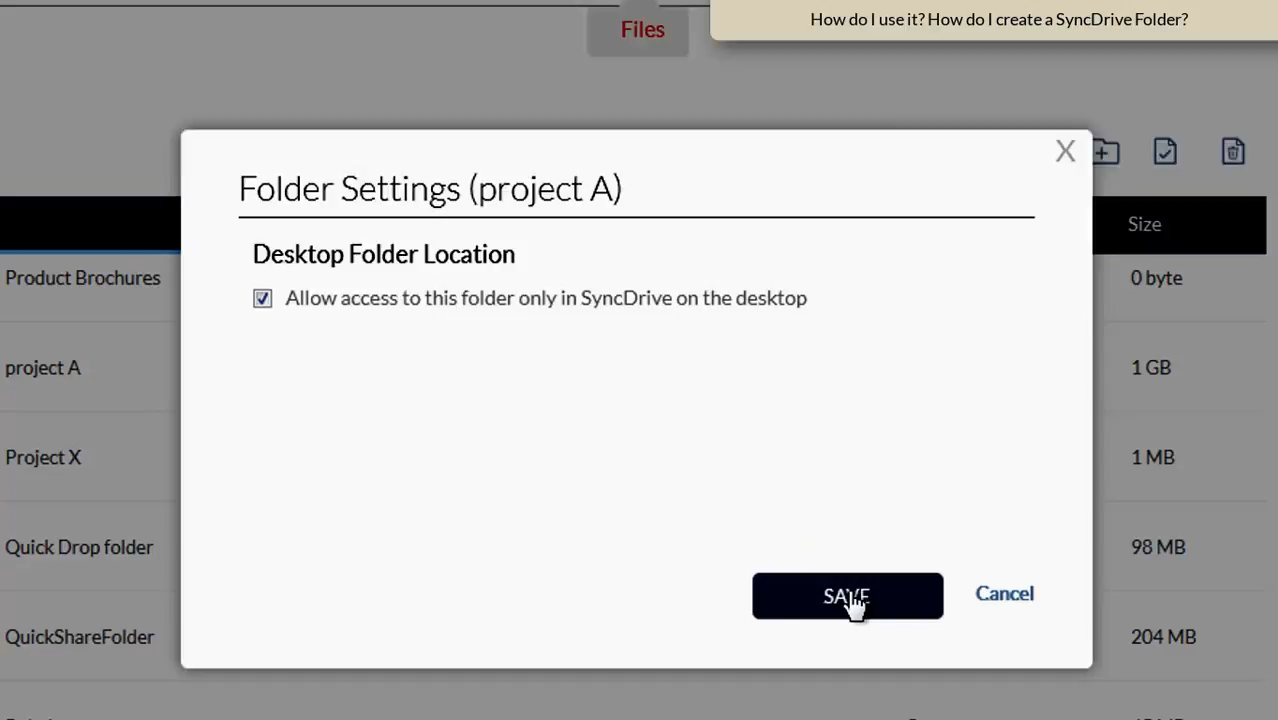 Files
How do I use it? How do I create a SyncDrive Folder?
X
Folder Settings (project A)
Size
Desktop Folder Location
Product Brochures
0 byte
Allow access to this folder only in SyncDrive on the desktop
project A
1 GB
Project X
1 MB
Quick Drop folder
98 MB
SAVE
Cancel
QuickShareFolder
204 MB